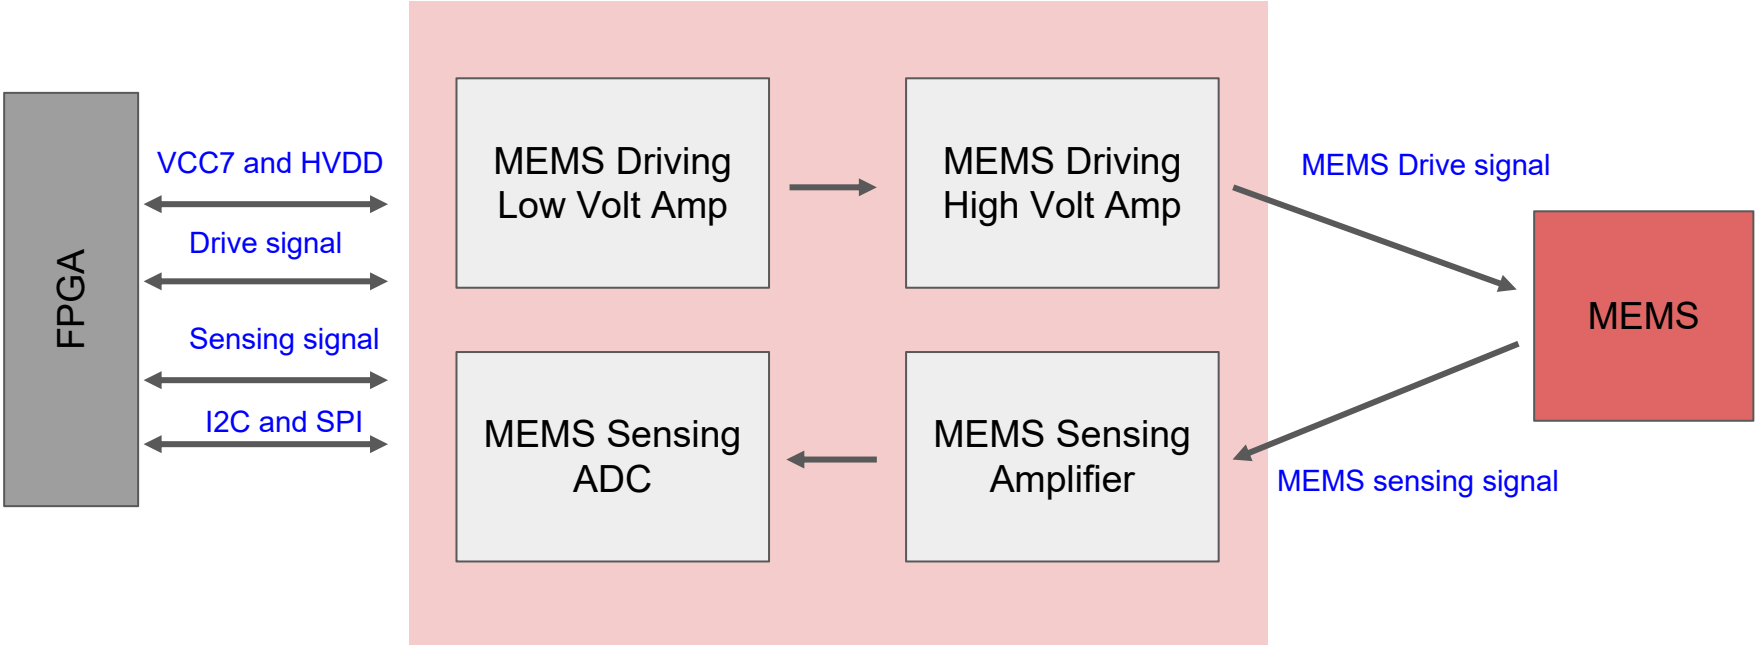 FPGA
VCC7 and HVDD
Drive signal
Sensing signal
I2C and SPI
MEMS Driving
Low Volt Amp
MEMS Driving
High Volt Amp
MEMS Sensing
ADC
MEMS Sensing
Amplifier
MEMS Drive signal
MEMS
MEMS sensing signal